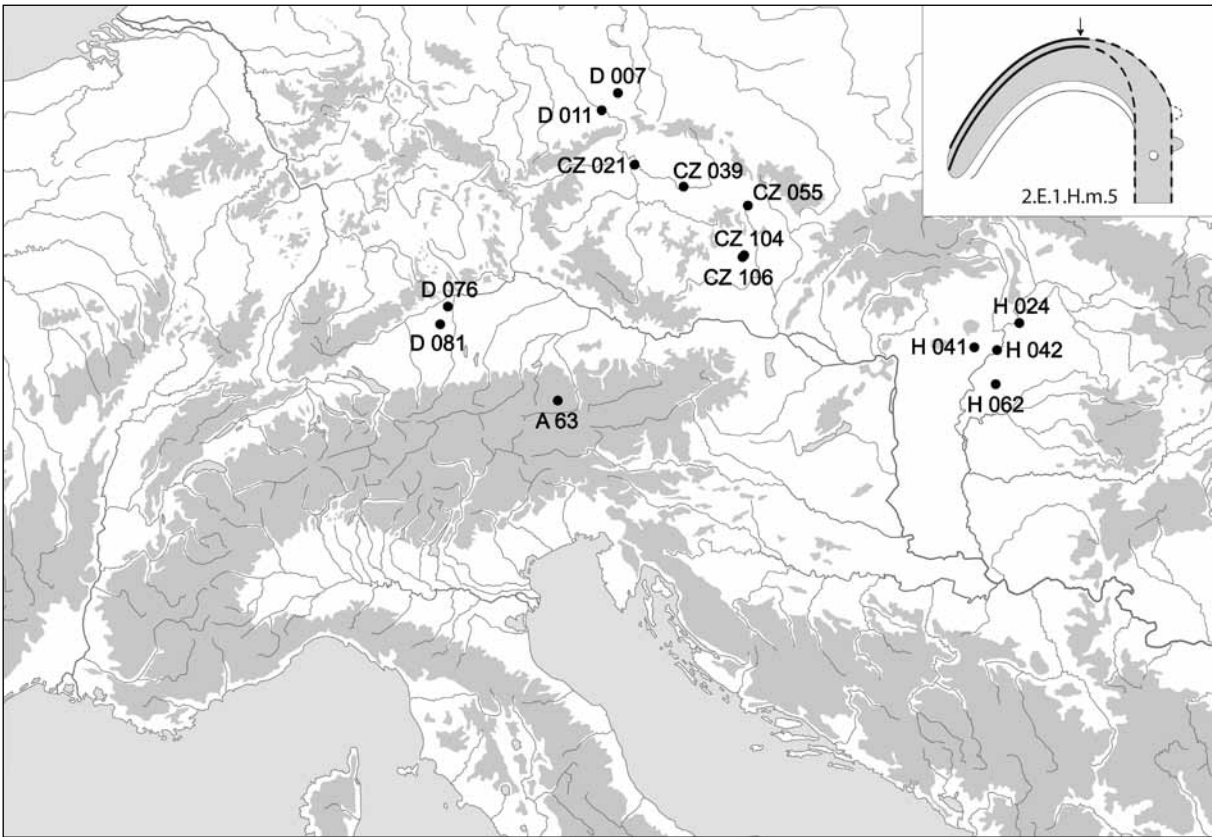 D 007
D 011
CZ 021
CZ 039
CZ 055
2.E.1.H.m.5
CZ 104
CZ 106
D 076
H 024
D 081
H 041
H 042
H 062
A 63